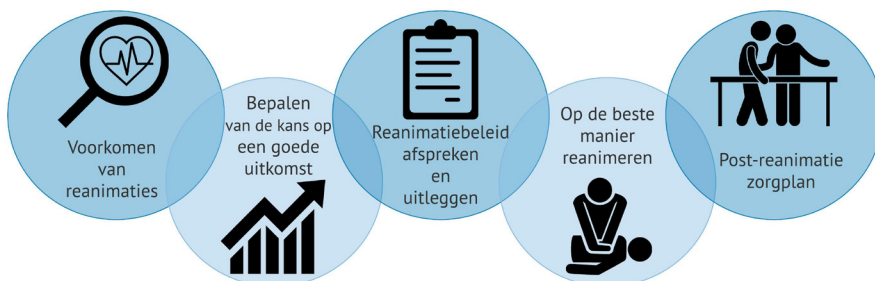 Voorkomen
van
reanimaties
Bepalen
van de kans op
een goede
uitkomst
Reanimatiebeleid
afspreken
en
uitleggen
Op de beste
manier
reanimeren
Post-reanimatie
zorgplan